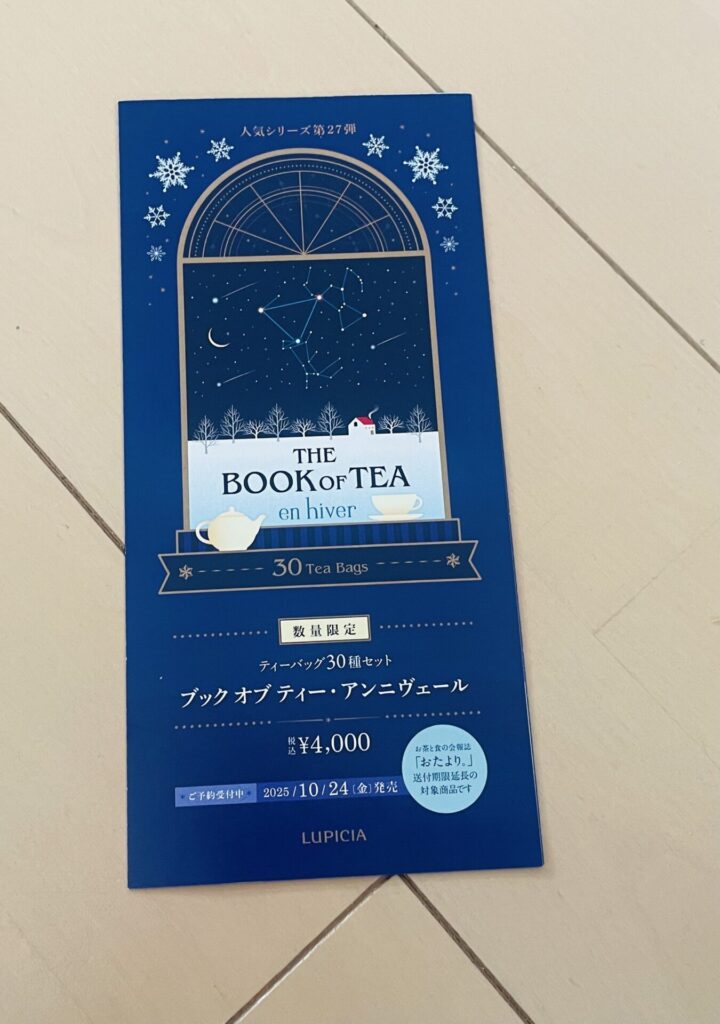 人気シリーズ第27弾
THE
BOOK OF TEA
en hiver
30 Tea Bags
数量限定
ティーバッグ30種セット
ブック オブ ティー・アンニヴェール
税込¥4,000
お茶と食の会報誌
「おたより。」
送付期限延長の
対象商品です
ご予約受付中 2025/10/24〔金〕発売
LUPICIA